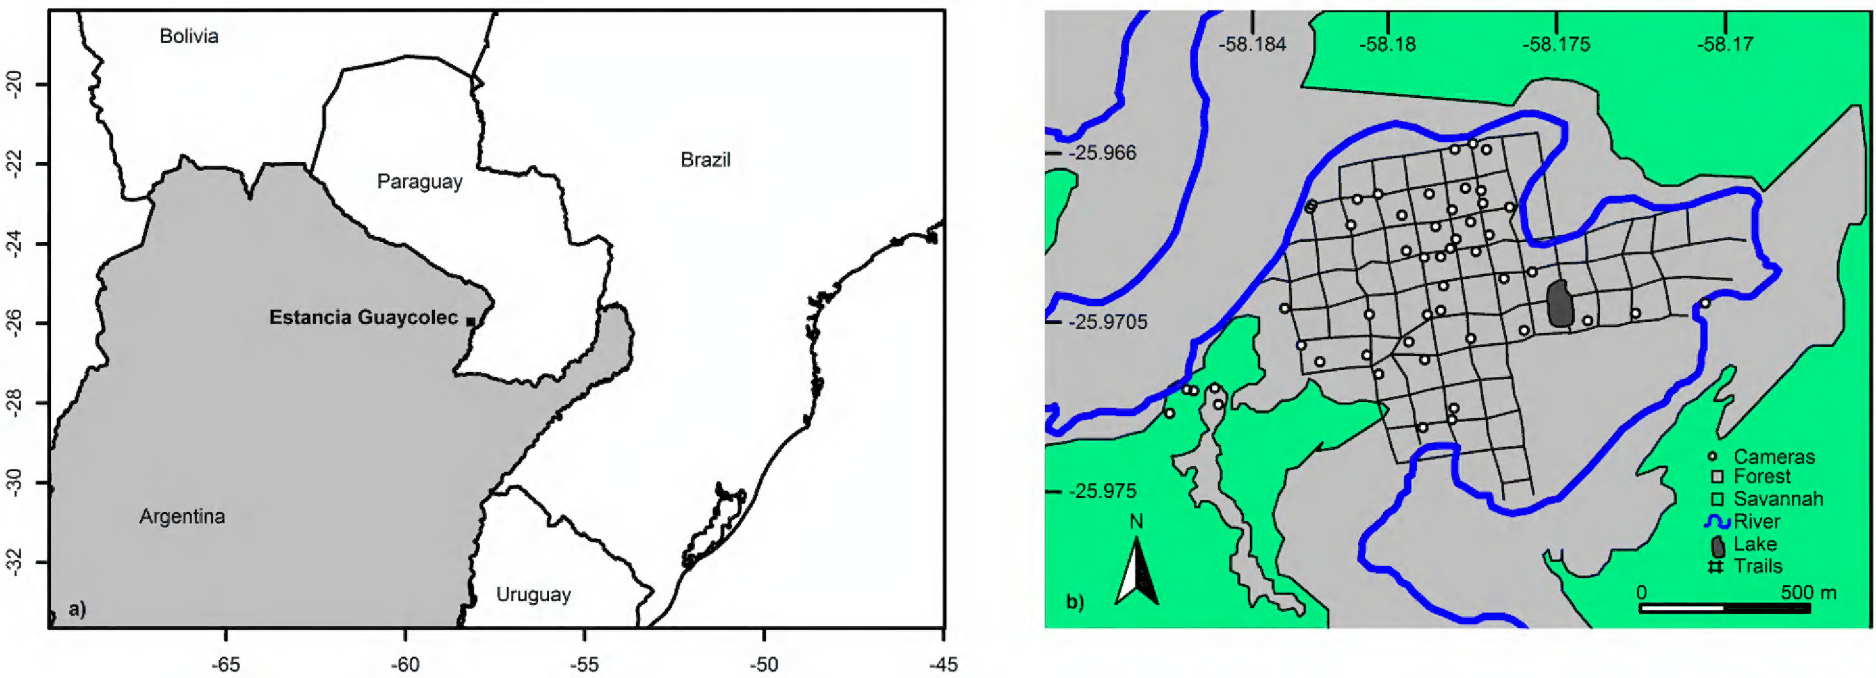 Bolivia
Brazil
Paraguay
Estancia Guaycolec
Argentina
Uruguay
a)
-20
-22
-24
-26
-28
-30
-32
-65
-60
-55
-50
-45
-58.184
-58.18
-58.175
-58.17
-25.966
-25.9705
-25.975
Cameras
Forest
Savannah
River
Lake
Trails
N
b)
0
500 m